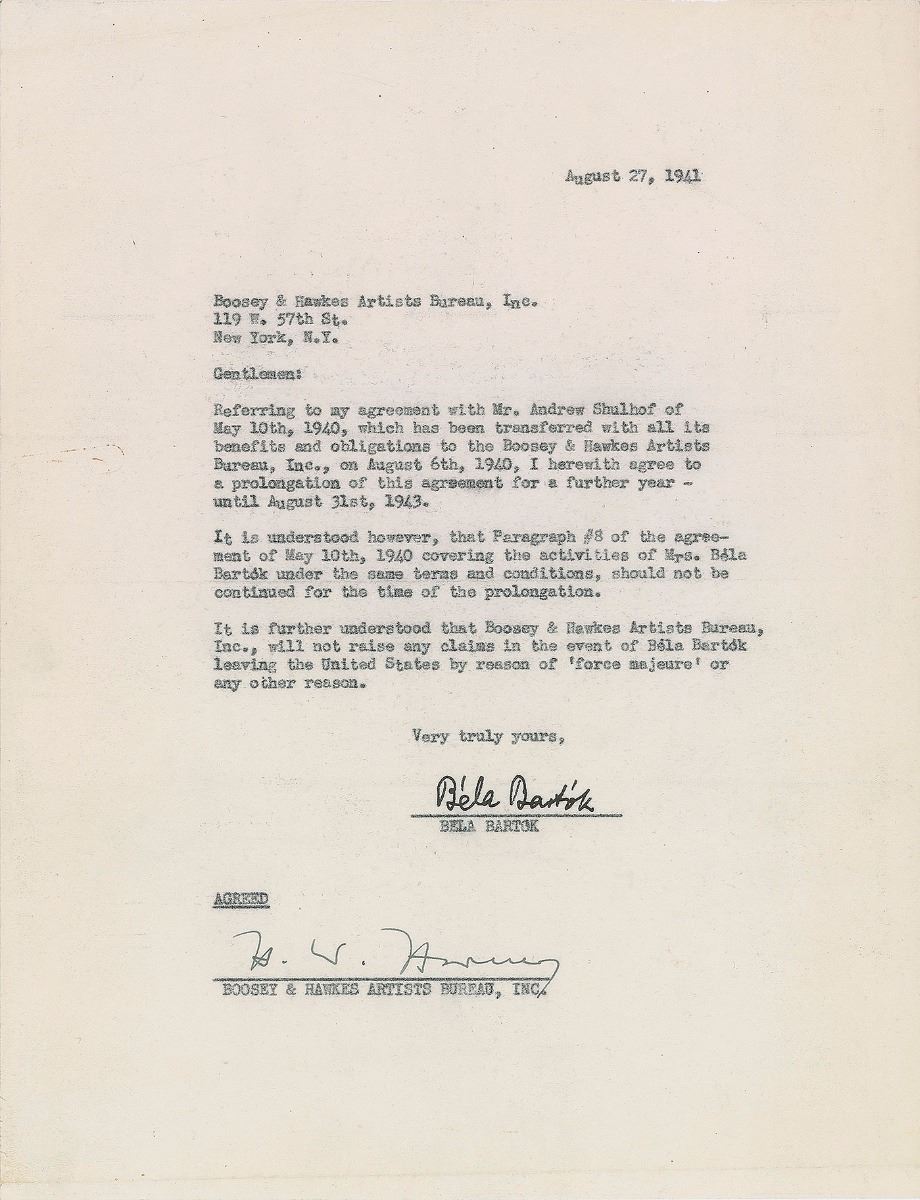 August 27, 1941
Boosey & Hawkes Artists Bureau, Inc.
119 W. 57th St.
New York, N.Y.
Gentlemen:
Referring to my agreement with Mr. Andrew Shulhof of
May 10th, 1940, which has been transferred with all its
benefits and obligations to the Boosey & Hawkes Artists
Bureau, Inc., on August 6th, 1940, I herewith agree to
a prolongation of this agreement for a further year -
until August 31st, 1943.
It is understood however, that Paragraph #8 of the agree-
ment of May 10th, 1940 covering the activities of Mrs. Béla
Bartók under the same terms and conditions, should not be
continued for the time of the prolongation.
It is further understood that Boosey & Hawkes Artists Bureau,
Inc., will not raise any claims in the event of Béla Bartók
leaving the United States by reason of 'force majeure' or
any other reason.
Very truly yours,
Béla Bartók
BELA BARTOK
AGREED
H. W.
BOOSEY & HAWKES ARTISTS BUREAU, INC.